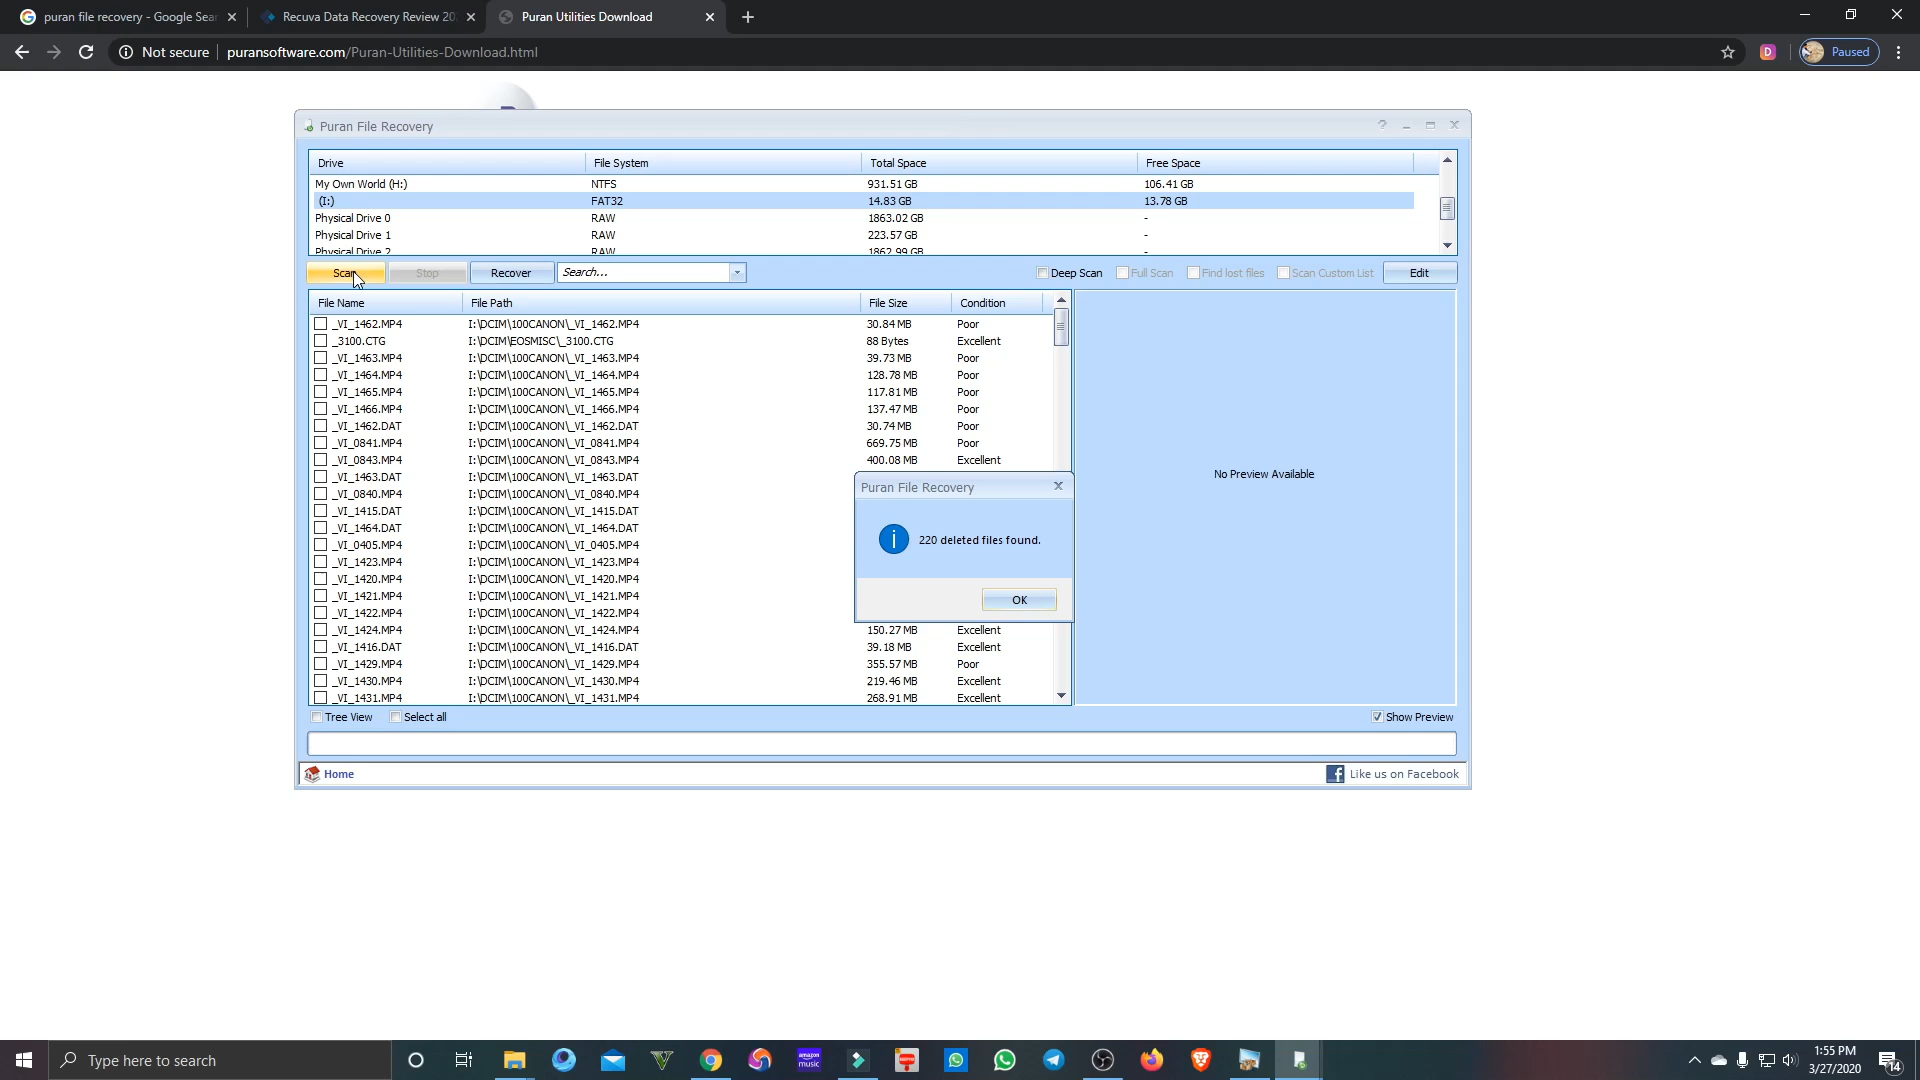 puran file recovery - Google Sear
Recuva Data Recovery Review 202
Puran Utilities Download
Not secure
puransoftware.com/Puran-Utilities-Download.html
D
Paused
Puran File Recovery
Drive File System Total Space Free Space
My Own World (H:) NTFS 931.51 GB 106.41 GB
(I:) FAT32 14.83 GB 13.78 GB
Physical Drive 0 RAW 1863.02 GB -
Physical Drive 1 RAW 223.57 GB -
Physical Drive 2 RAW 1862.99 GB -
Scan Stop Recover Search... Deep Scan Full Scan Find lost files Scan Custom List Edit
File Name File Path File Size Condition
_VI_1462.MP4 I:\DCIM\100CANON\_VI_1462.MP4 30.84 MB Poor
_3100.CTG I:\DCIM\EOSMISC\_3100.CTG 88 Bytes Excellent
_VI_1463.MP4 I:\DCIM\100CANON\_VI_1463.MP4 39.73 MB Poor
_VI_1464.MP4 I:\DCIM\100CANON\_VI_1464.MP4 128.78 MB Poor
_VI_1465.MP4 I:\DCIM\100CANON\_VI_1465.MP4 117.81 MB Poor
_VI_1466.MP4 I:\DCIM\100CANON\_VI_1466.MP4 137.47 MB Poor
_VI_1462.DAT I:\DCIM\100CANON\_VI_1462.DAT 30.74 MB Poor
_VI_0841.MP4 I:\DCIM\100CANON\_VI_0841.MP4 669.75 MB Poor
_VI_0843.MP4 I:\DCIM\100CANON\_VI_0843.MP4 400.08 MB Excellent
_VI_1463.DAT I:\DCIM\100CANON\_VI_1463.DAT
_VI_0840.MP4 I:\DCIM\100CANON\_VI_0840.MP4
_VI_1415.DAT I:\DCIM\100CANON\_VI_1415.DAT
_VI_1464.DAT I:\DCIM\100CANON\_VI_1464.DAT
_VI_0405.MP4 I:\DCIM\100CANON\_VI_0405.MP4
_VI_1423.MP4 I:\DCIM\100CANON\_VI_1423.MP4
_VI_1420.MP4 I:\DCIM\100CANON\_VI_1420.MP4
_VI_1421.MP4 I:\DCIM\100CANON\_VI_1421.MP4
_VI_1422.MP4 I:\DCIM\100CANON\_VI_1422.MP4
_VI_1424.MP4 I:\DCIM\100CANON\_VI_1424.MP4 150.27 MB Excellent
_VI_1416.DAT I:\DCIM\100CANON\_VI_1416.DAT 39.18 MB Excellent
_VI_1429.MP4 I:\DCIM\100CANON\_VI_1429.MP4 355.57 MB Poor
_VI_1430.MP4 I:\DCIM\100CANON\_VI_1430.MP4 219.46 MB Excellent
_VI_1431.MP4 I:\DCIM\100CANON\_VI_1431.MP4 268.91 MB Excellent
No Preview Available
Puran File Recovery
220 deleted files found.
OK
Tree View Select all Show Preview
Home Like us on Facebook
Type here to search
amazon music
1:55 PM
3/27/2020
14